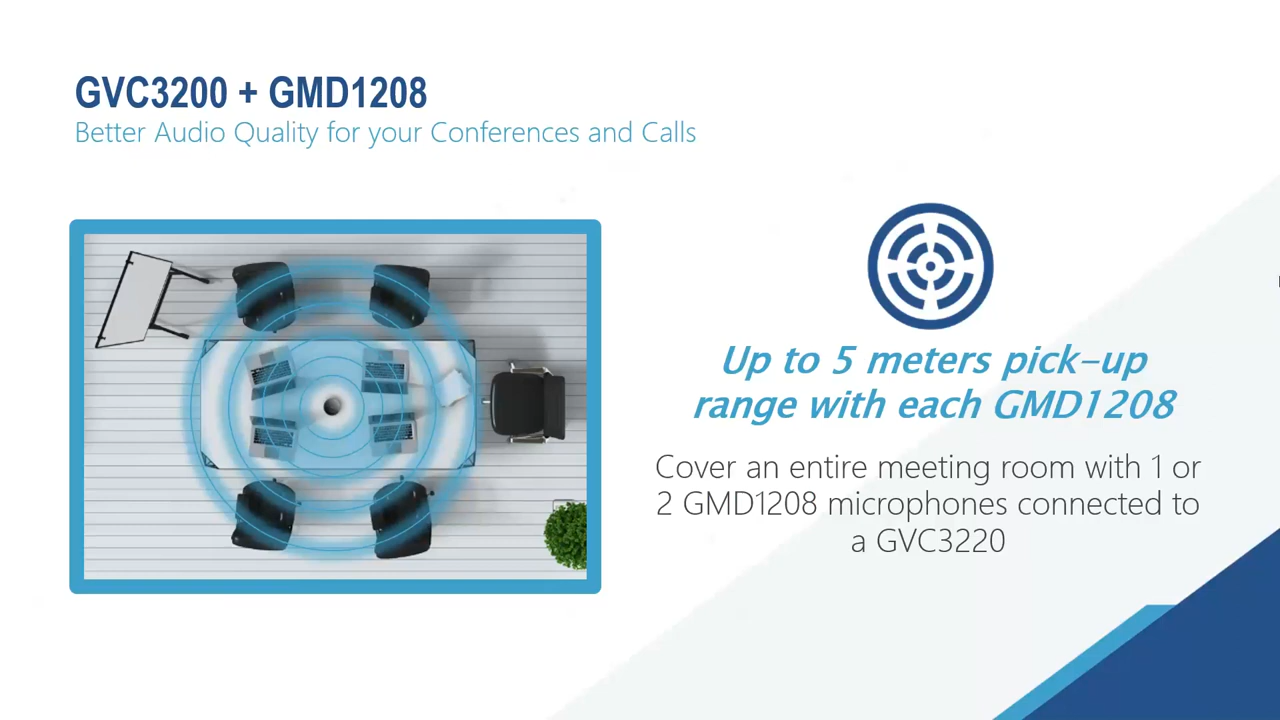 GVC3200 + GMD1208
Better Audio Quality for your Conferences and Calls
Up to 5 meters pick-up
range with each GMD1208
Cover an entire meeting room with 1 or
2 GMD1208 microphones connected to
a GVC3220